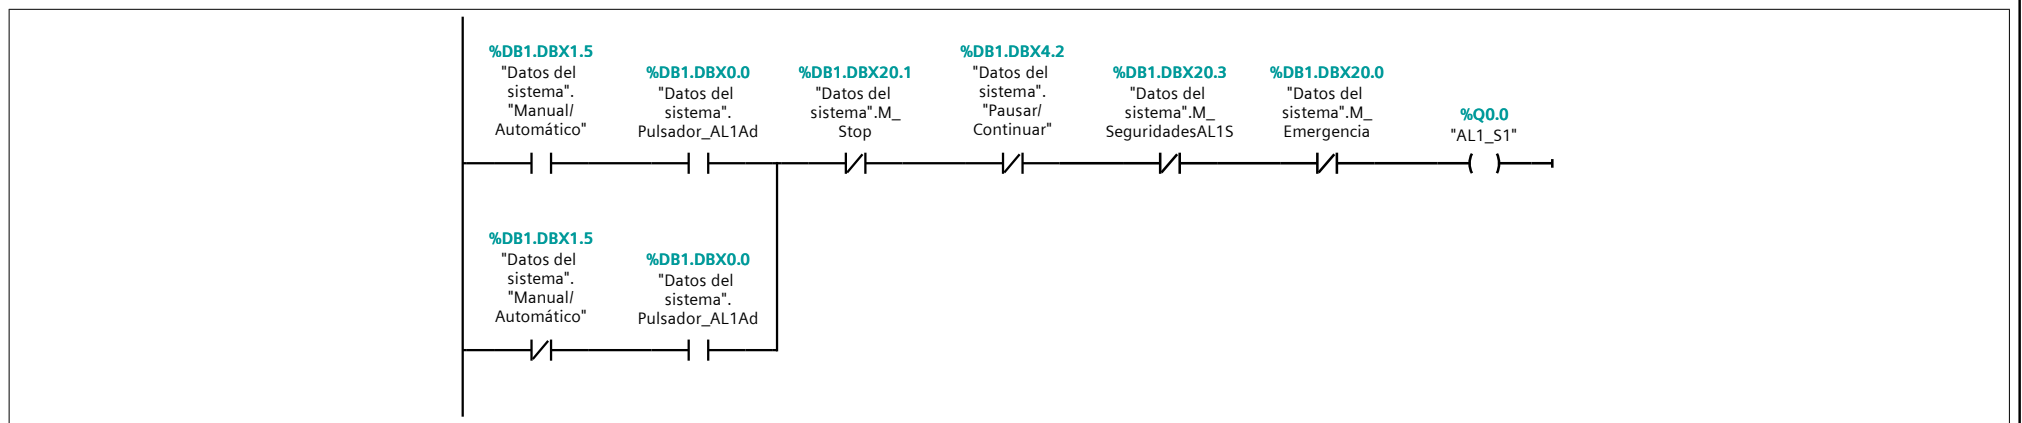 %DB1.DBX1.5
"Datos del
sistema".
"Manual/
Automático"
%DB1.DBX0.0
"Datos del
sistema".
Pulsador_AL1Ad
%DB1.DBX20.1
"Datos del
sistema".M_
Stop
%DB1.DBX4.2
"Datos del
sistema".
"Pausar/
Continuar"
%DB1.DBX20.3
"Datos del
sistema".M_
SeguridadesAL1S
%DB1.DBX20.0
"Datos del
sistema".M_
Emergencia
%Q0.0
"AL1_S1"
%DB1.DBX1.5
"Datos del
sistema".
"Manual/
Automático"
%DB1.DBX0.0
"Datos del
sistema".
Pulsador_AL1Ad